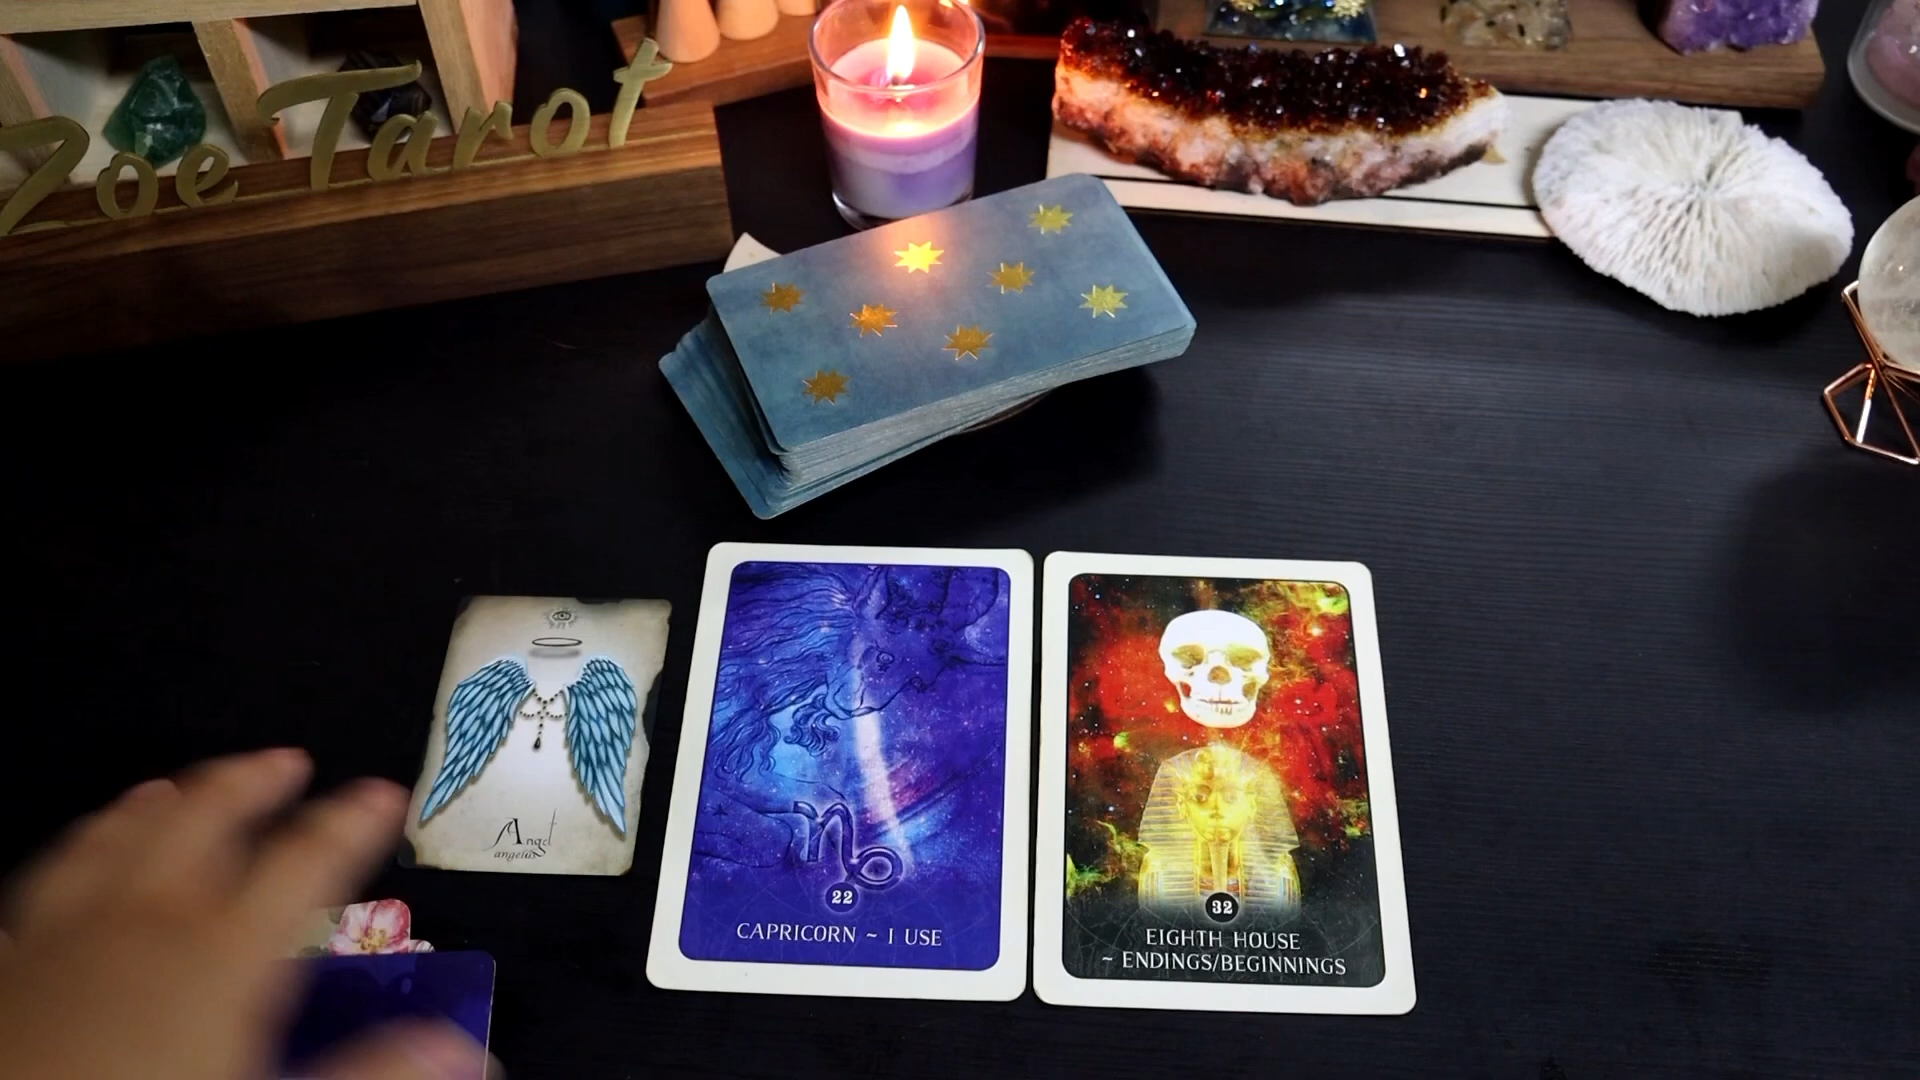 Zoe Tarot
Angel
angelus
22
CAPRICORN ~ I USE
32
EIGHTH HOUSE
~ ENDINGS/BEGINNINGS